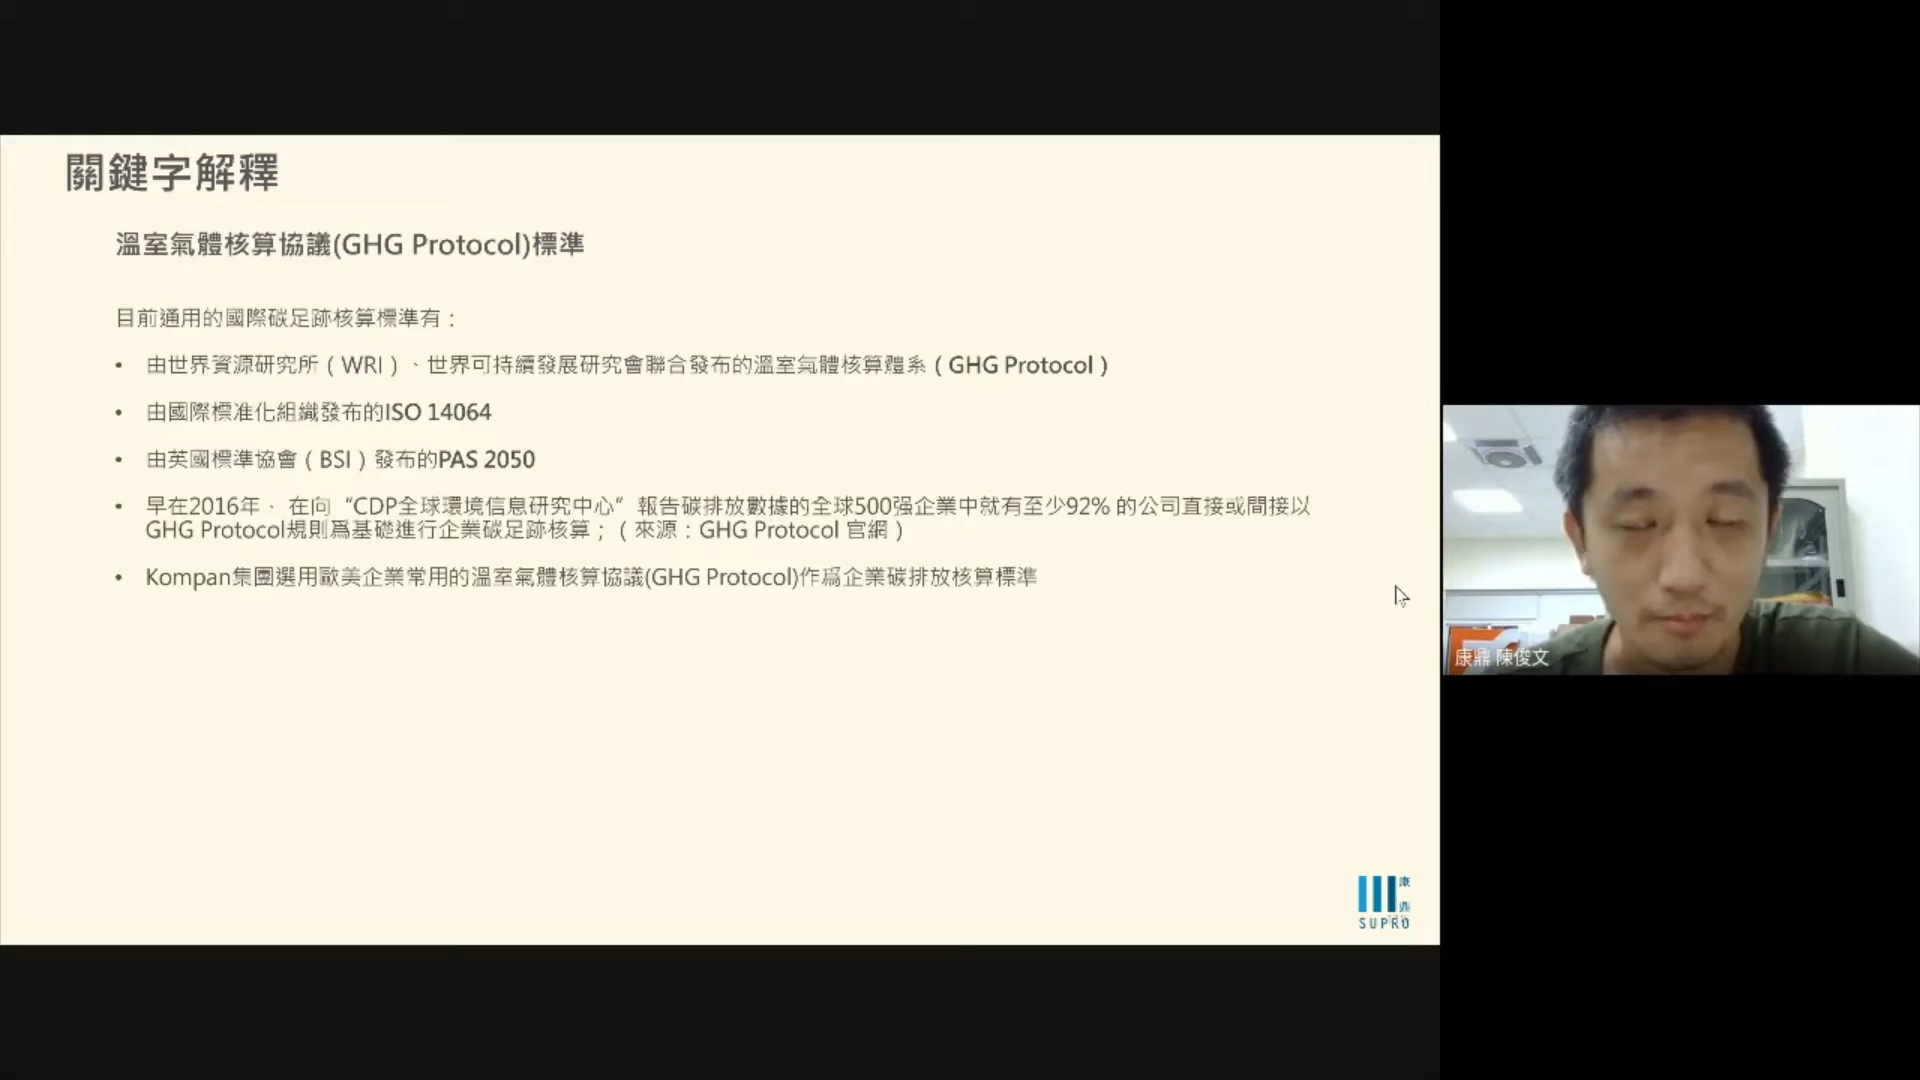 關鍵字解釋
溫室氣體核算協議(GHG Protocol)標準
目前通用的國際碳足跡核算標準有：
• 由世界資源研究所（WRI）、世界可持續發展研究會聯合發布的溫室氣體核算體系（GHG Protocol）
• 由國際標准化組織發布的ISO 14064
• 由英國標準協會（BSI）發布的PAS 2050
• 早在2016年， 在向“CDP全球環境信息研究中心”報告碳排放數據的全球500强企業中就有至少92% 的公司直接或間接以
GHG Protocol規則爲基礎進行企業碳足跡核算；（來源：GHG Protocol 官網）
• Kompan集團選用歐美企業常用的溫室氣體核算協議(GHG Protocol)作爲企業碳排放核算標準
康鼎 陳俊文
康
鼎
SUPRO